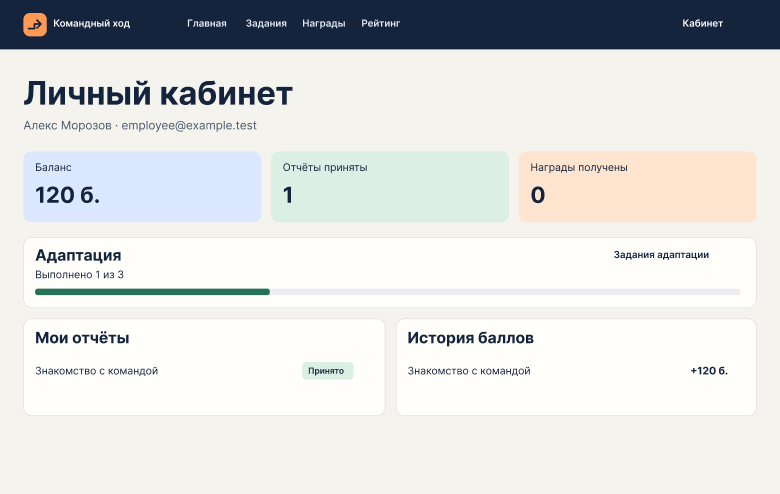 Командный ход
Главная Задания Награды Рейтинг
Кабинет
Личный кабинет
Алекс Морозов · employee@example.test
Баланс
120 б.
Отчёты приняты
1
Награды получены
0
Адаптация
Задания адаптации
Выполнено 1 из 3
Мои отчёты
Знакомство с командой Принято
История баллов
Знакомство с командой +120 б.